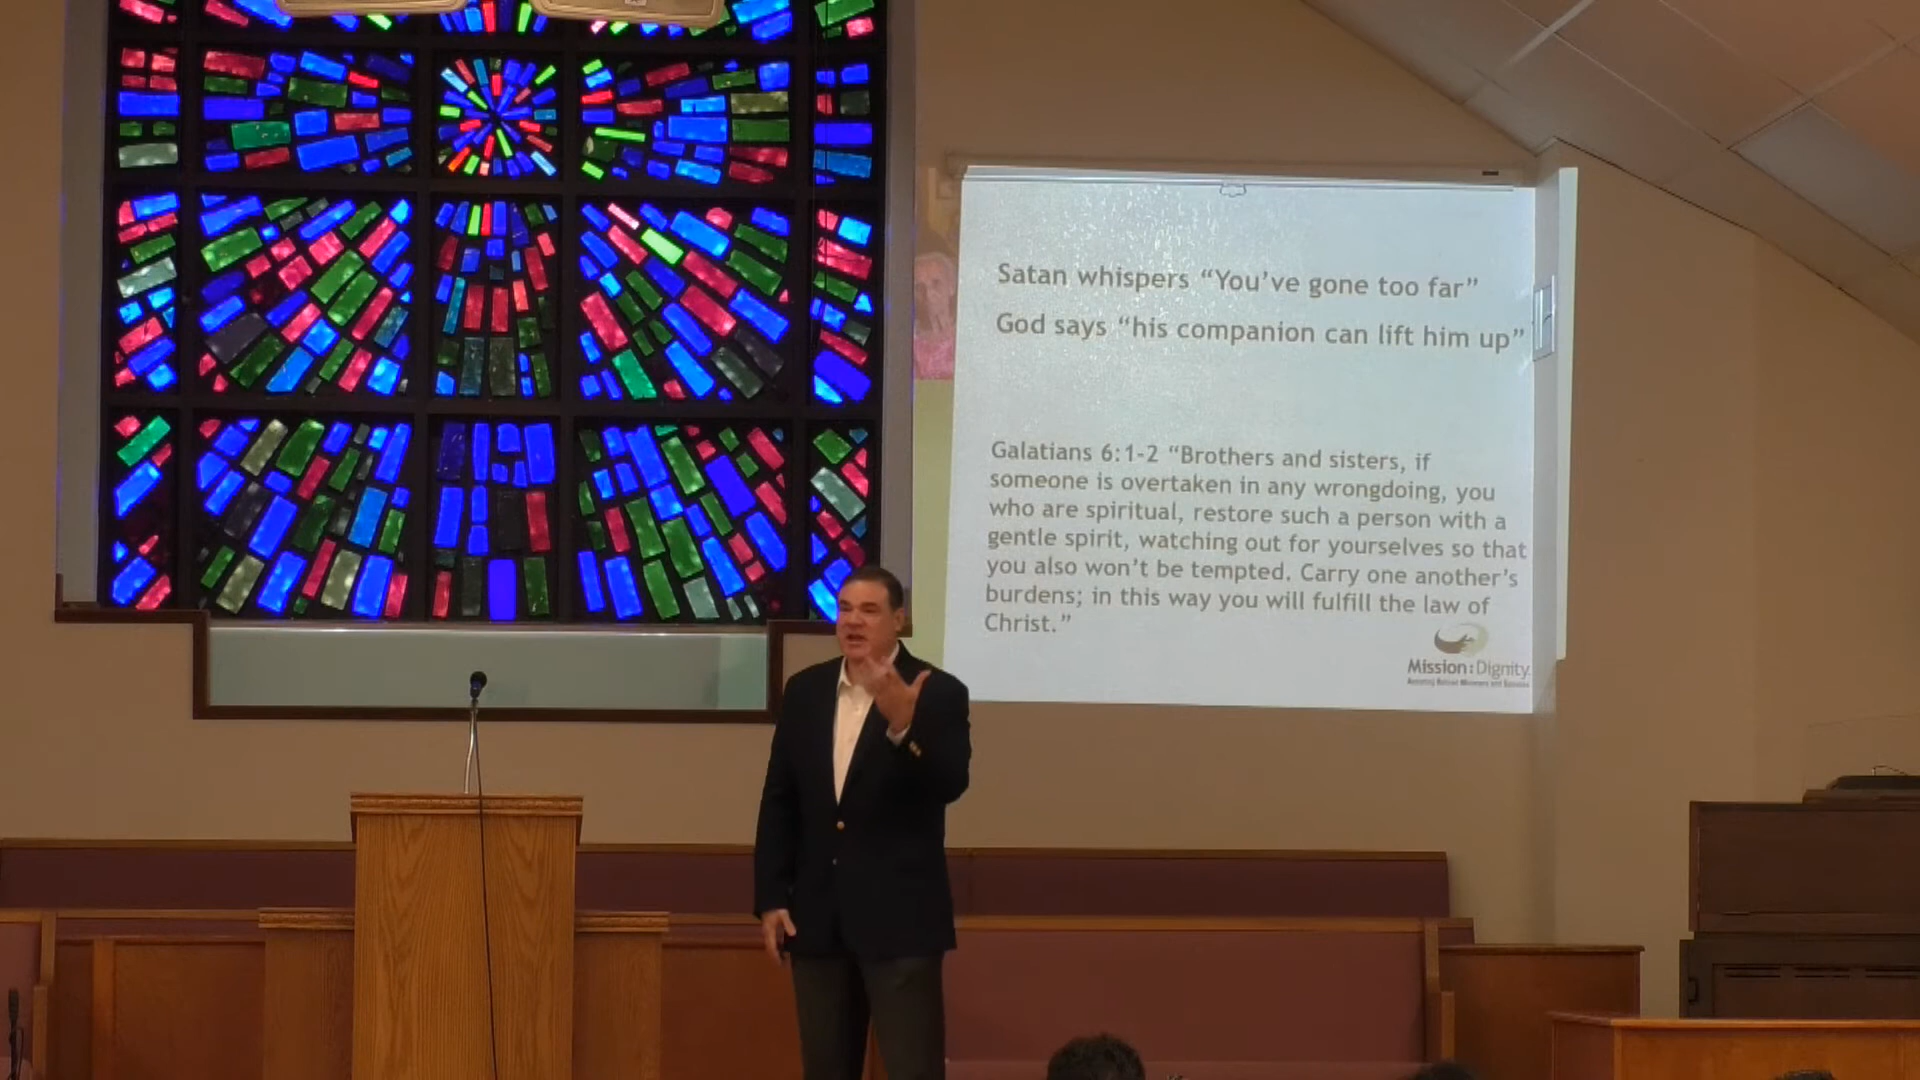 Satan whispers “You’ve gone too far”
God says “his companion can lift him up”
Galatians 6:1-2 “Brothers and sisters, if
someone is overtaken in any wrongdoing, you
who are spiritual, restore such a person with a
gentle spirit, watching out for yourselves so that
you also won’t be tempted. Carry one another’s
burdens; in this way you will fulfill the law of
Christ.”
Mission:Dignity